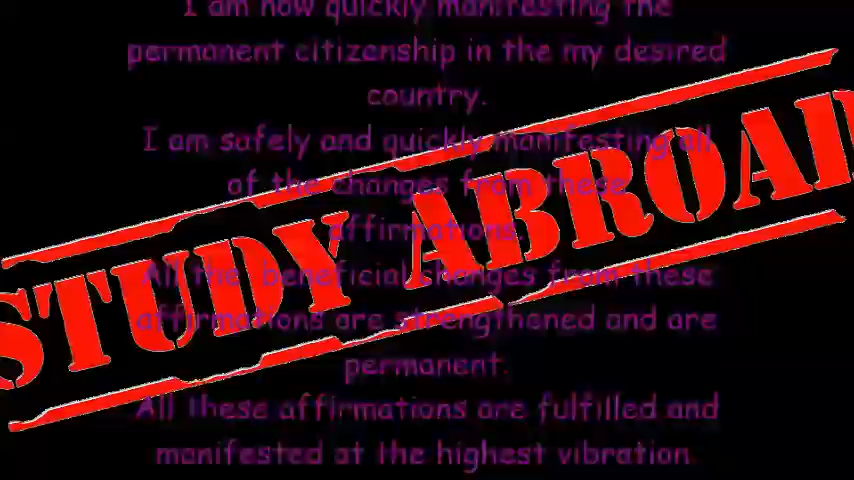 I am now quickly manifesting the
permanent citizenship in the my desired
country.
I am safely and quickly manifesting all
of the changes from these
affirmations.
All the beneficial changes from these
affirmations are strengthened and are
permanent.
All these affirmations are fulfilled and
manifested at the highest vibration.
STUDY ABROAD